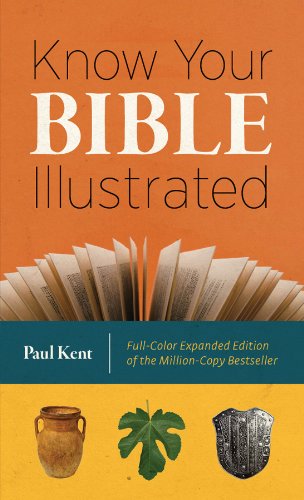 Know Your
BIBLE
Illustrated
Paul Kent
Full-Color Expanded Edition
of the Million-Copy Bestseller